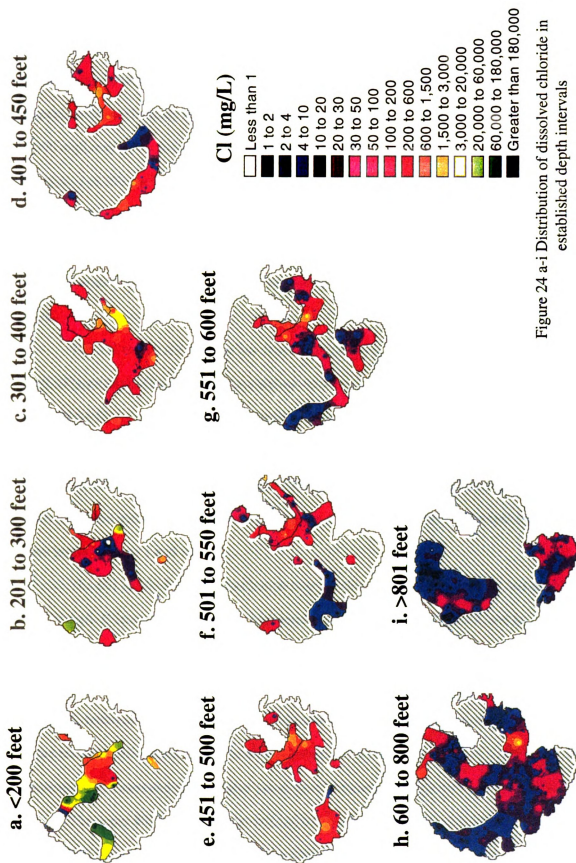 a. <200 feet
b. 201 to 300 feet
c. 301 to 400 feet
d. 401 to 450 feet
e. 451 to 500 feet
f. 501 to 550 feet
g. 551 to 600 feet
h. 601 to 800 feet
i. >801 feet
Cl (mg/L)
Less than 1
1 to 2
2 to 4
4 to 10
10 to 20
20 to 30
30 to 50
50 to 100
100 to 200
200 to 600
600 to 1,500
1,500 to 3,000
3,000 to 20,000
20,000 to 60,000
60,000 to 180,000
Greater than 180,000
Figure 24 a-i Distribution of dissolved chloride in
established depth intervals